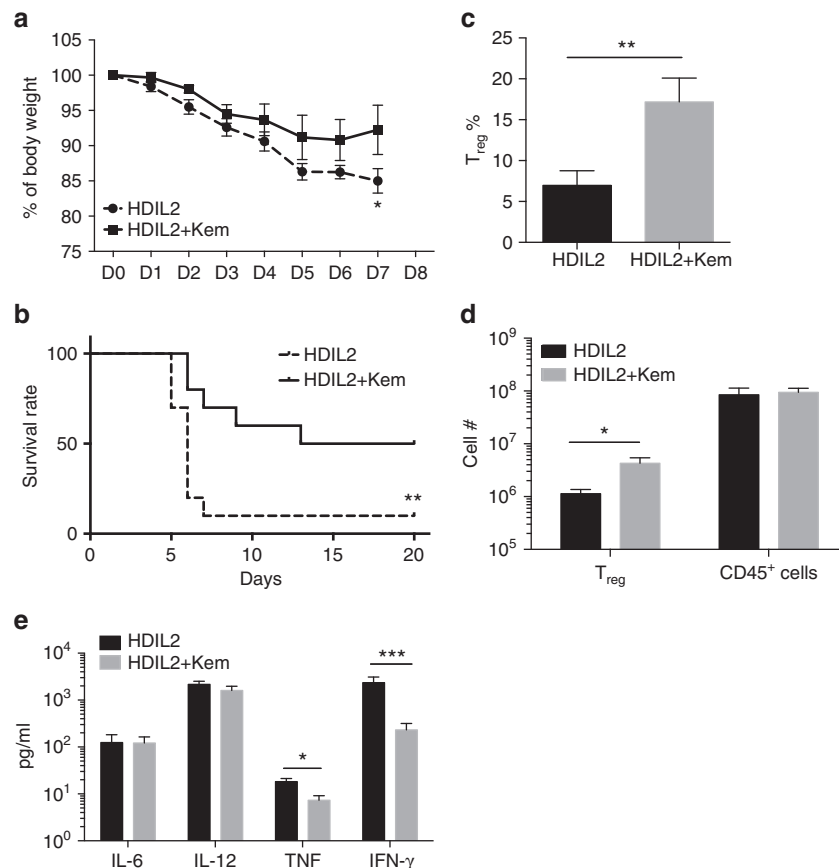 a
105
100
95
90
85
80
75
% of body weight
HDIL2
HDIL2+Kem
*
D0 D1 D2 D3 D4 D5 D6 D7 D8
b
100
50
0
Survival rate
HDIL2
HDIL2+Kem
**
0 5 10 15 20
Days
c
25
20
15
10
5
0
Treg %
**
HDIL2 HDIL2+Kem
d
10⁹
10⁸
10⁷
10⁶
10⁵
Cell #
HDIL2
HDIL2+Kem
*
Treg CD45⁺ cells
e
10⁴
10³
10²
10¹
10⁰
pg/ml
HDIL2
HDIL2+Kem
*
***
IL-6 IL-12 TNF IFN-γ